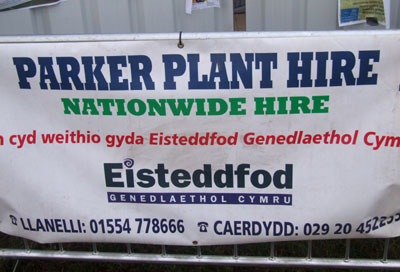 PARKER PLANT HIRE
NATIONWIDE HIRE
cyd weithio gyda Eisteddfod Genedlaethol Cym
Eisteddfod
GENEDLAETHOL CYMRU
☎ LLANELLI: 01554 778666 ☎ CAERDYDD: 029 20